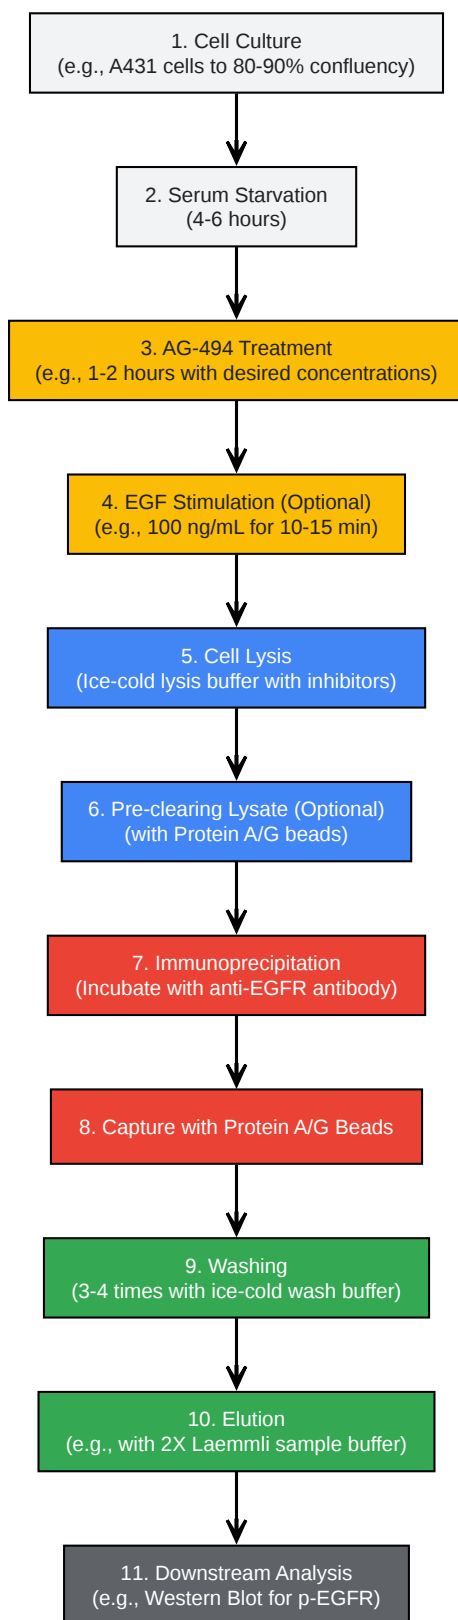 1. Cell Culture
(e.g., A431 cells to 80-90% confluency)
2. Serum Starvation
(4-6 hours)
3. AG-494 Treatment
(e.g., 1-2 hours with desired concentrations)
4. EGF Stimulation (Optional)
(e.g., 100 ng/mL for 10-15 min)
5. Cell Lysis
(Ice-cold lysis buffer with inhibitors)
6. Pre-clearing Lysate (Optional)
(with Protein A/G beads)
7. Immunoprecipitation
(Incubate with anti-EGFR antibody)
8. Capture with Protein A/G Beads
9. Washing
(3-4 times with ice-cold wash buffer)
10. Elution
(e.g., with 2X Laemmli sample buffer)
11. Downstream Analysis
(e.g., Western Blot for p-EGFR)